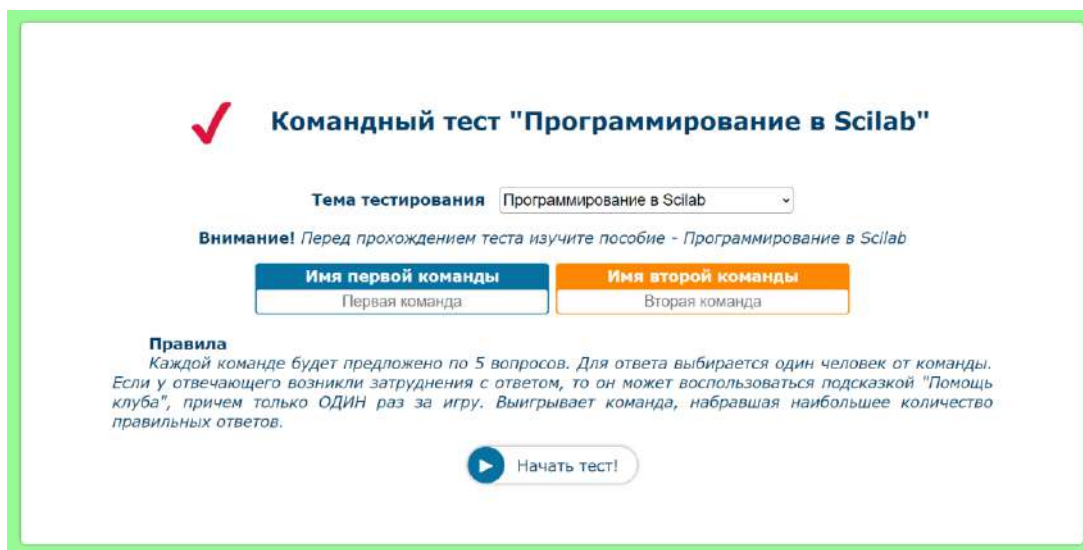 Командный тест "Программирование в Scilab"
Тема тестирования Программирование в Scilab
Внимание! Перед прохождением теста изучите пособие - Программирование в Scilab
Имя первой команды Имя второй команды
Первая команда Вторая команда
Правила
Каждой команде будет предложено по 5 вопросов. Для ответа выбирается один человек от команды.
Если у отвечающего возникли затруднения с ответом, то он может воспользоваться подсказкой "Помощь
клуба", причем только ОДИН раз за игру. Выигрывает команда, набравшая наибольшее количество
правильных ответов.
Начать тест!